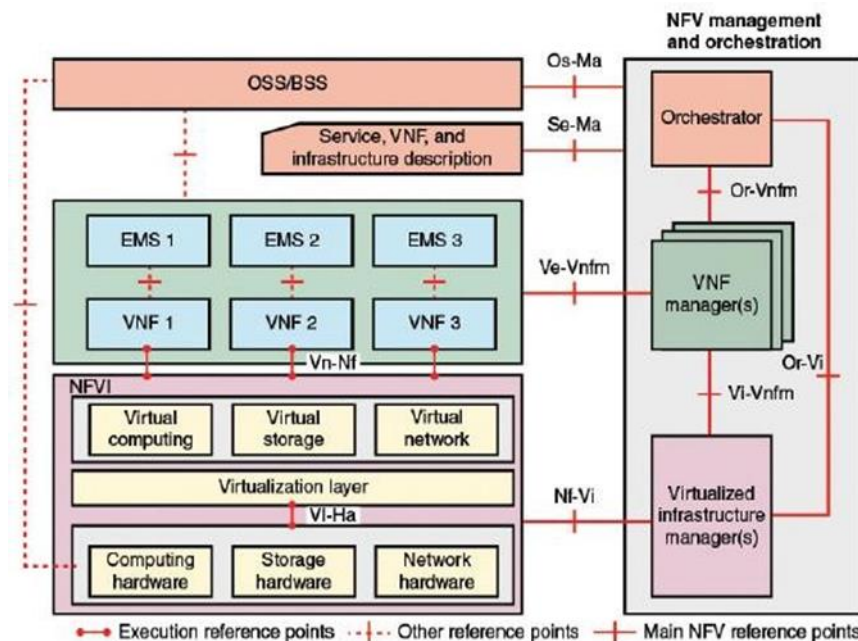 NFV management
and orchestration
OSS/BSS
Os-Ma
Orchestrator
Service, VNF, and
infrastructure description
Se-Ma
Or-Vnfm
EMS 1
EMS 2
EMS 3
Ve-Vnfm
VNF
manager(s)
VNF 1
VNF 2
VNF 3
Vn-Nf
Or-Vi
NFVI
Vi-Vnfm
Virtual
computing
Virtual
storage
Virtual
network
Virtualization layer
Nf-Vi
Virtualized
infrastructure
manager(s)
VI-Ha
Computing
hardware
Storage
hardware
Network
hardware
Execution reference points
Other reference points
Main NFV reference points